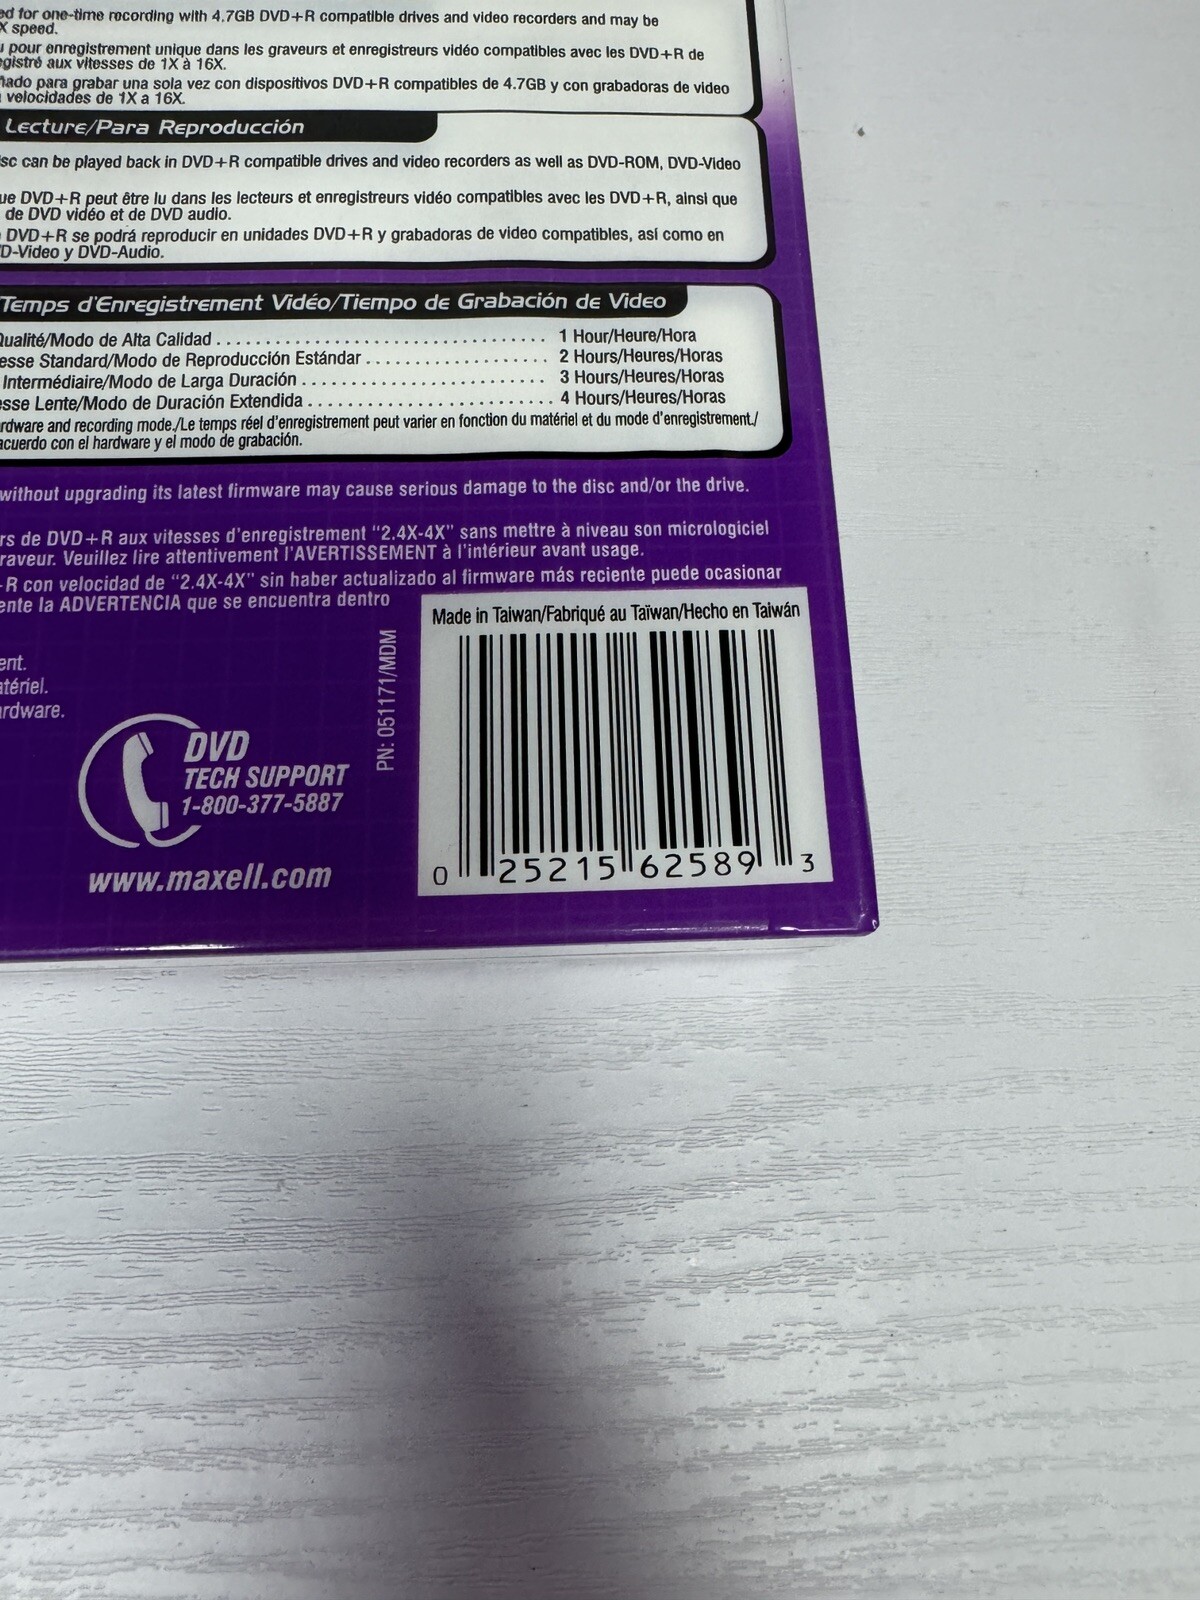 for one-time recording with 4.7GB DVD+R compatible drives and video recorders and may be
X speed.
pour enregistrement unique dans les graveurs et enregistreurs vidéo compatibles avec les DVD+R de
gistré aux vitesses de 1X à 16X.
ñado para grabar una sola vez con dispositivos DVD+R compatibles de 4.7GB y con grabadoras de video
velocidades de 1X a 16X.
Lecture/Para Reproducción
sc can be played back in DVD+R compatible drives and video recorders as well as DVD-ROM, DVD-Video
ue DVD+R peut être lu dans les lecteurs et enregistreurs vidéo compatibles avec les DVD+R, ainsi que
de DVD vidéo et de DVD audio.
DVD+R se podrá reproducir en unidades DVD+R y grabadoras de video compatibles, así como en
D-Video y DVD-Audio.
Temps d'Enregistrement Vidéo/Tiempo de Grabación de Video
Qualité/Modo de Alta Calidad . . . . . . . . . . . . . . . . . . . . . . . . . . . . . . . . 1 Hour/Heure/Hora
esse Standard/Modo de Reproducción Estándar . . . . . . . . . . . . . . . . . . 2 Hours/Heures/Horas
Intermédiaire/Modo de Larga Duración . . . . . . . . . . . . . . . . . . . . . . . . 3 Hours/Heures/Horas
esse Lente/Modo de Duración Extendida . . . . . . . . . . . . . . . . . . . . . . . . 4 Hours/Heures/Horas
rdware and recording mode./Le temps réel d'enregistrement peut varier en fonction du matériel et du mode d'enregistrement./
acuerdo con el hardware y el modo de grabación.
without upgrading its latest firmware may cause serious damage to the disc and/or the drive.
rs de DVD+R aux vitesses d'enregistrement "2.4X-4X" sans mettre à niveau son micrologiciel
raveur. Veuillez lire attentivement l'AVERTISSEMENT à l'intérieur avant usage.
-R con velocidad de "2.4X-4X" sin haber actualizado al firmware más reciente puede ocasionar
ente la ADVERTENCIA que se encuentra dentro
ent.
atériel.
ardware.
DVD
TECH SUPPORT
1-800-377-5887
www.maxell.com
PN: 051171/MDM
Made in Taiwan/Fabriqué au Taïwan/Hecho en Taiwán
0 25215 62589 3